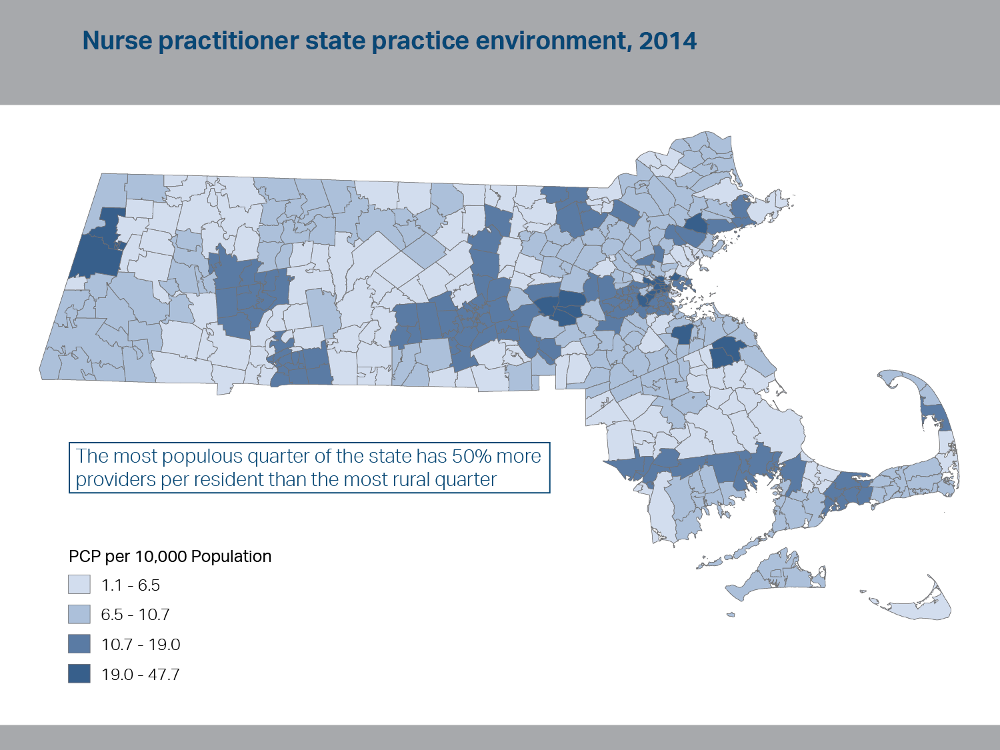 Nurse practitioner state practice environment, 2014
The most populous quarter of the state has 50% more
providers per resident than the most rural quarter
PCP per 10,000 Population
1.1 - 6.5
6.5 - 10.7
10.7 - 19.0
19.0 - 47.7